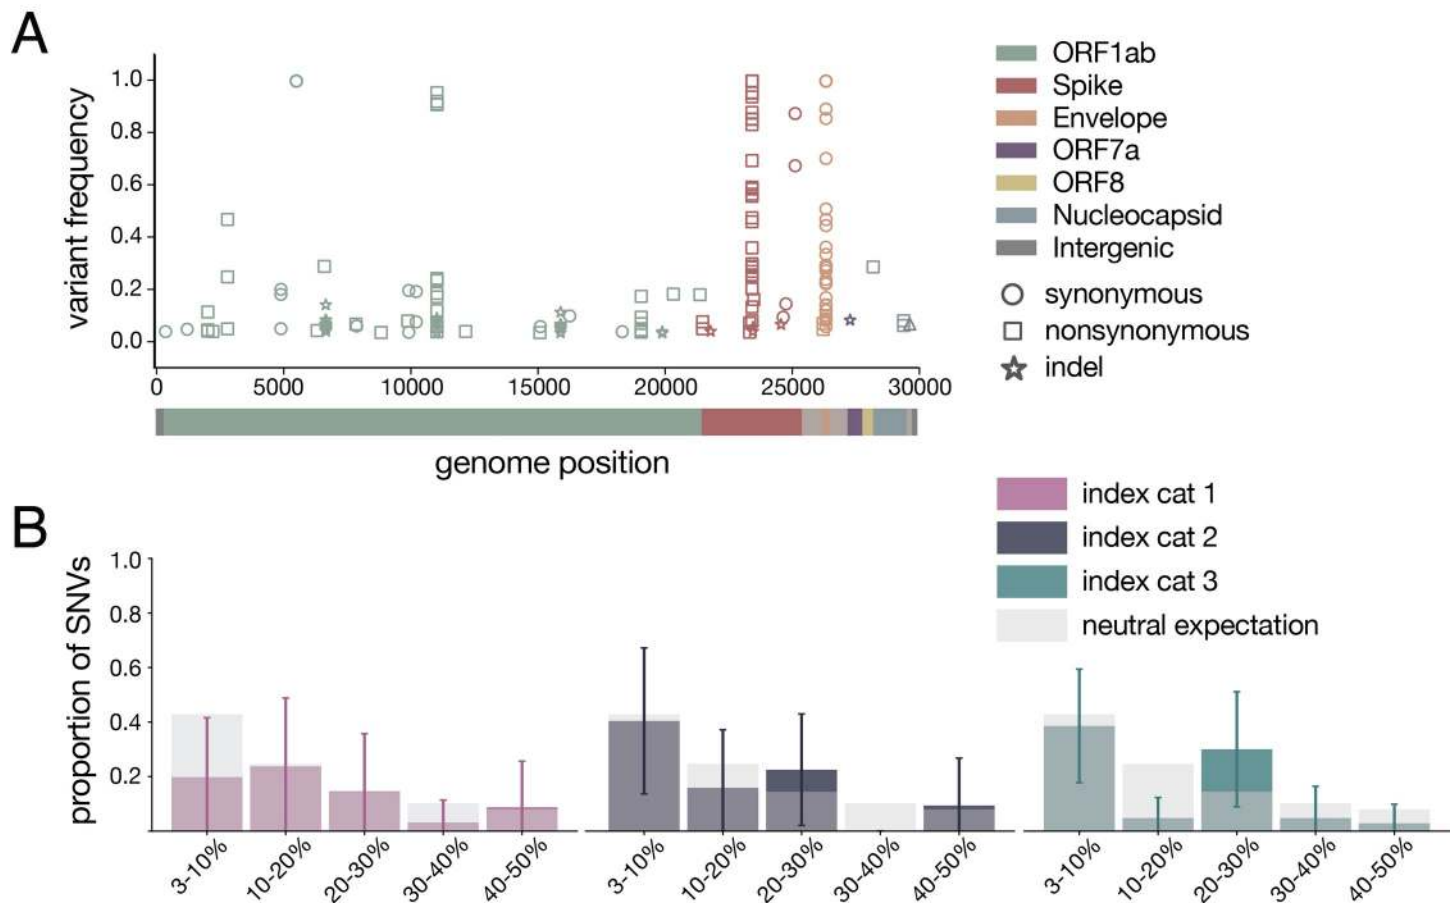 A
variant frequency
1.0
0.8
0.6
0.4
0.2
0.0
0 5000 10000 15000 20000 25000 30000
genome position
ORF1ab
Spike
Envelope
ORF7a
ORF8
Nucleocapsid
Intergenic
synonymous
nonsynonymous
indel
B
proportion of SNVs
1.0
0.8
0.6
0.4
0.2
index cat 1
index cat 2
index cat 3
neutral expectation
3-10% 10-20% 20-30% 30-40% 40-50% 3-10% 10-20% 20-30% 30-40% 40-50% 3-10% 10-20% 20-30% 30-40% 40-50%